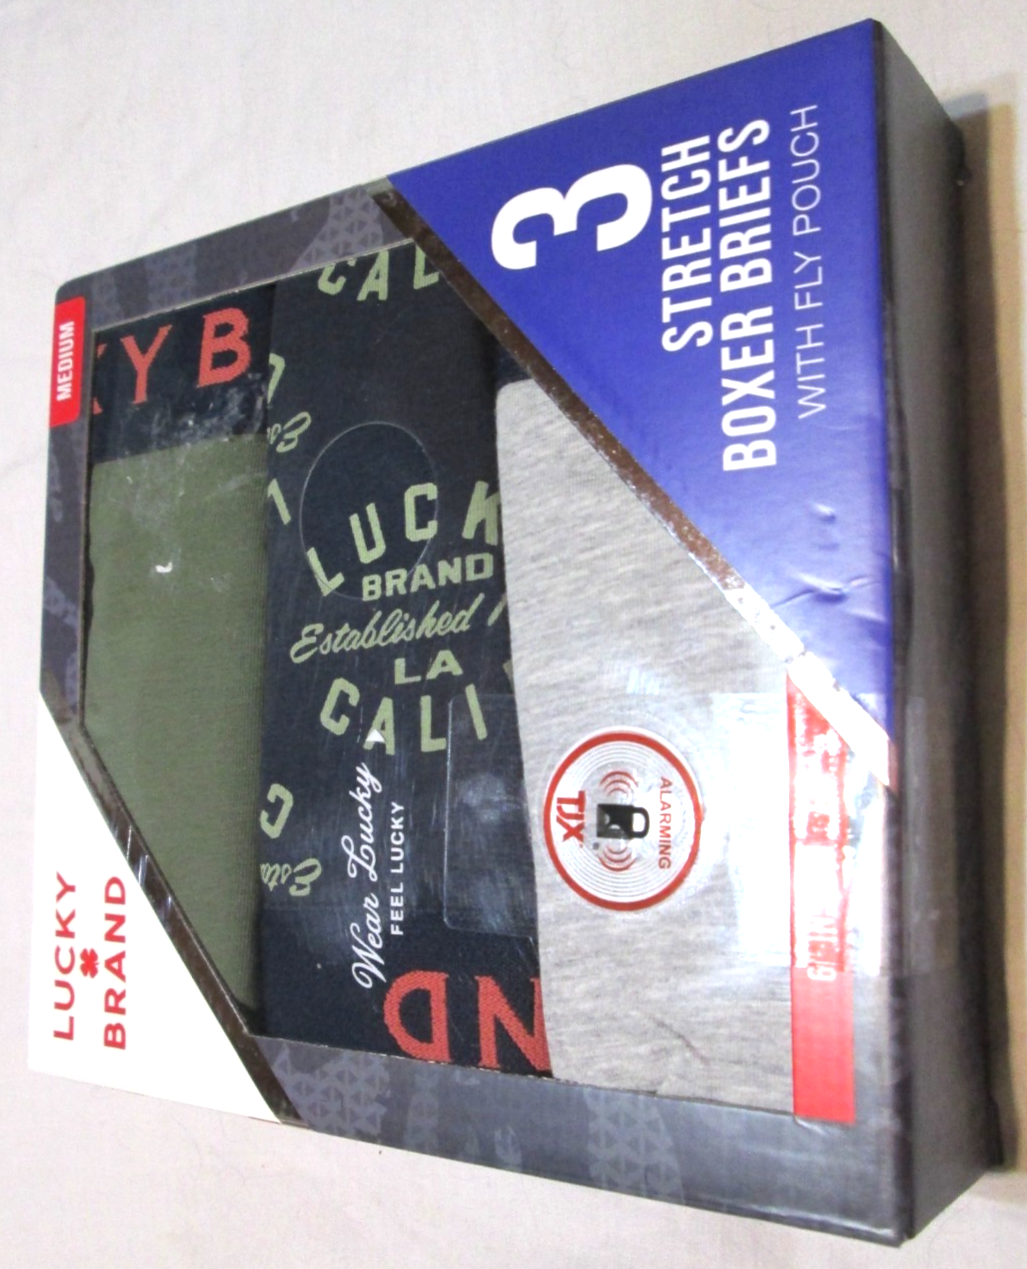 3
STRETCH
BOXER BRIEFS
WITH FLY POUCH
MEDIUM
Y B
CAL
LUCK
BRAND
Established
LA
CALI
Wear Lucky
FEEL LUCKY
ND
ALARMING
TJX
LUCKY
BRAND